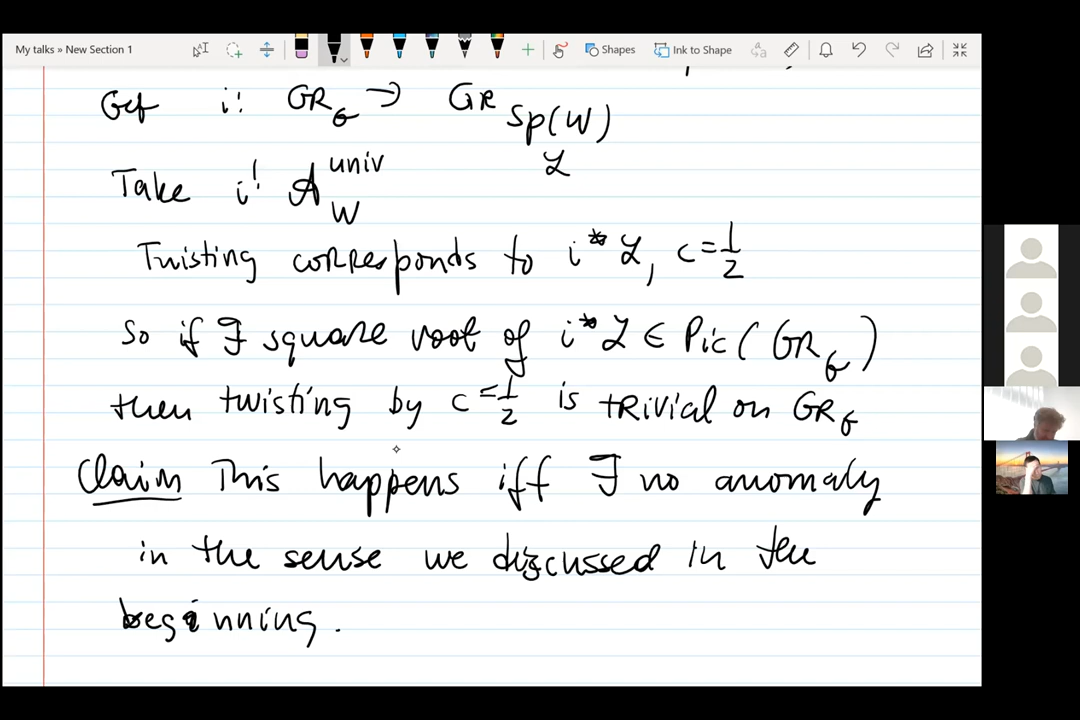 My talks » New Section 1
Shapes
Ink to Shape
Get i: GR_G → GR_Sp(W)
L
Take i^! A_W^univ
Twisting corresponds to i^* L, c = 1/2
So if ∃ square root of i^* L ∈ Pic(GR_G)
then twisting by c = 1/2 is trivial on GR_G
Claim This happens iff ∃ no anomaly
in the sense we discussed in the
beginning.